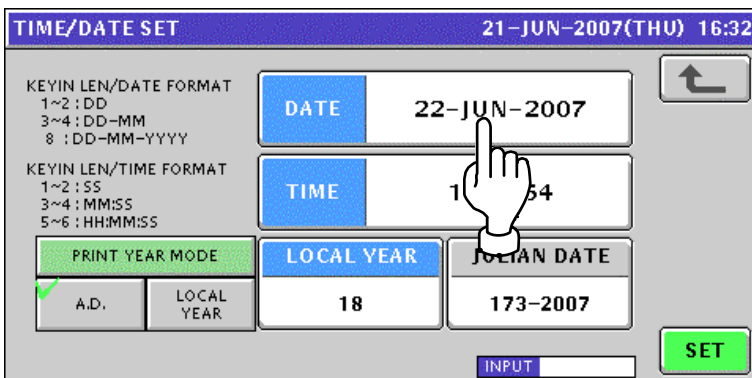 TIME/DATE SET 21-JUN-2007(THU) 16:32
KEYIN LEN/DATE FORMAT
1~2 : DD
3~4 : DD-MM
8 : DD-MM-YYYY
DATE 22-JUN-2007
KEYIN LEN/TIME FORMAT
1~2 : SS
3~4 : MM:SS
5~6 : HH:MM:SS
TIME
PRINT YEAR MODE
A.D. LOCAL YEAR
LOCAL YEAR
18
JULIAN DATE
173-2007
INPUT
SET